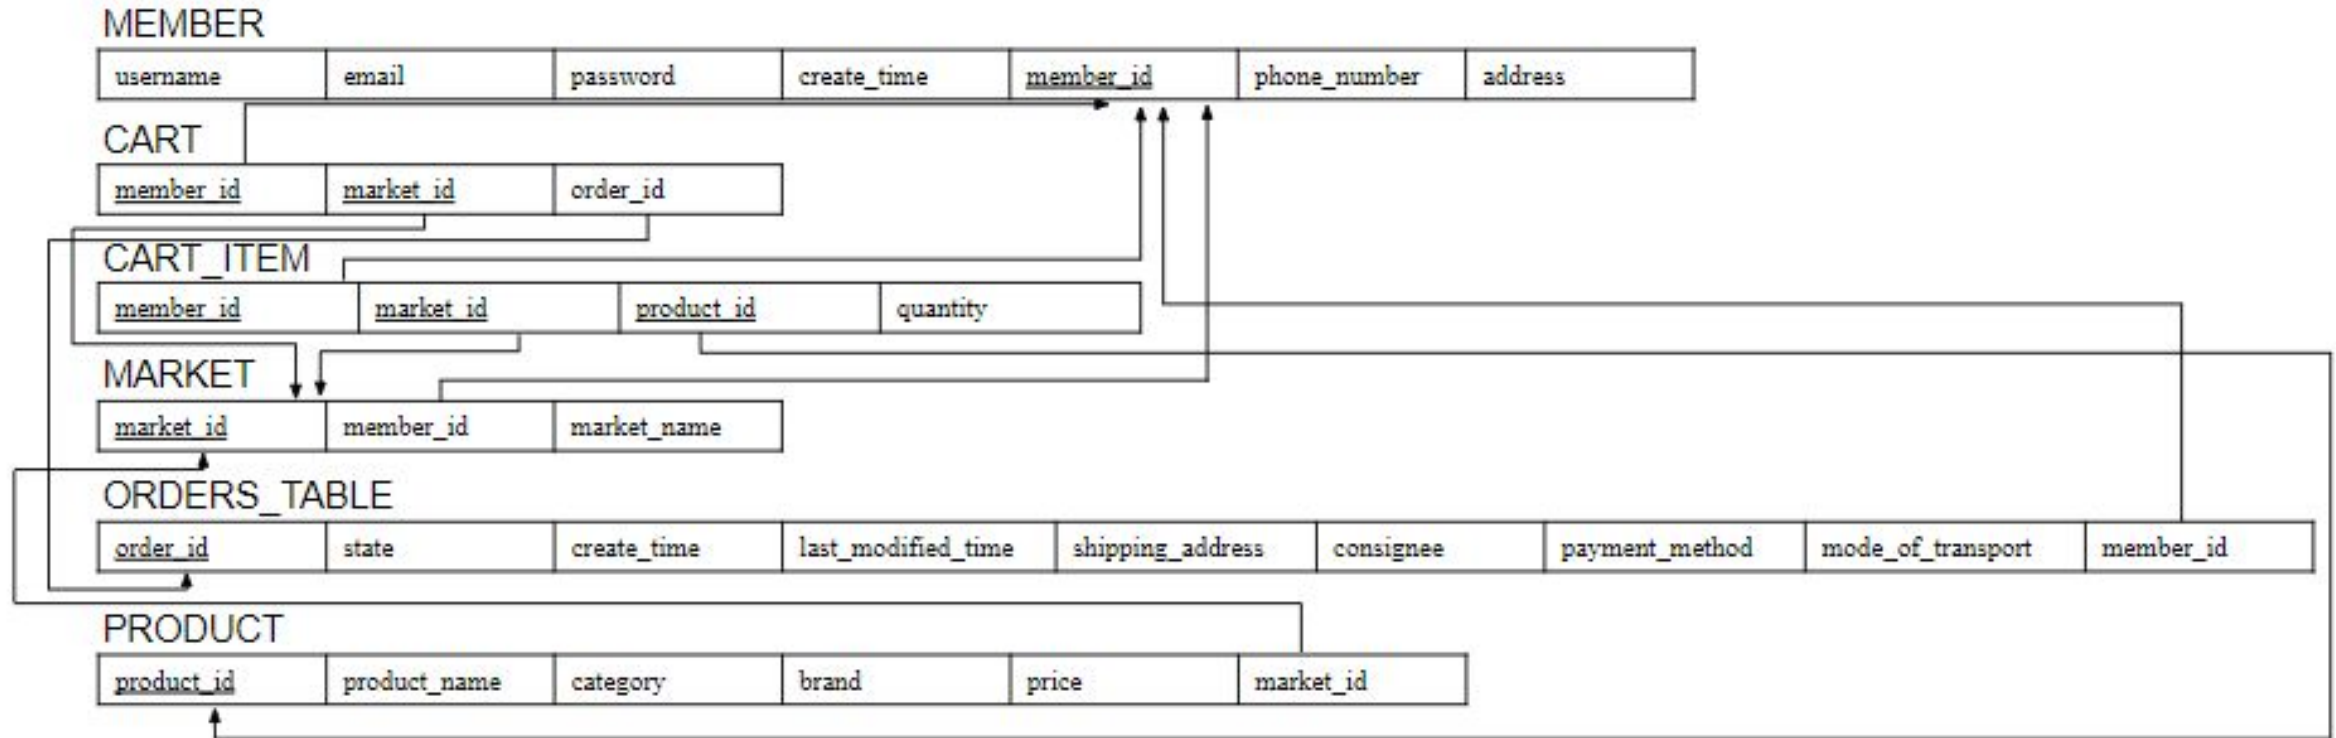 MEMBER
username email password create_time member_id phone_number address
CART
member_id market_id order_id
CART_ITEM
member_id market_id product_id quantity
MARKET
market_id member_id market_name
ORDERS_TABLE
order_id state create_time last_modified_time shipping_address consignee payment_method mode_of_transport member_id
PRODUCT
product_id product_name category brand price market_id